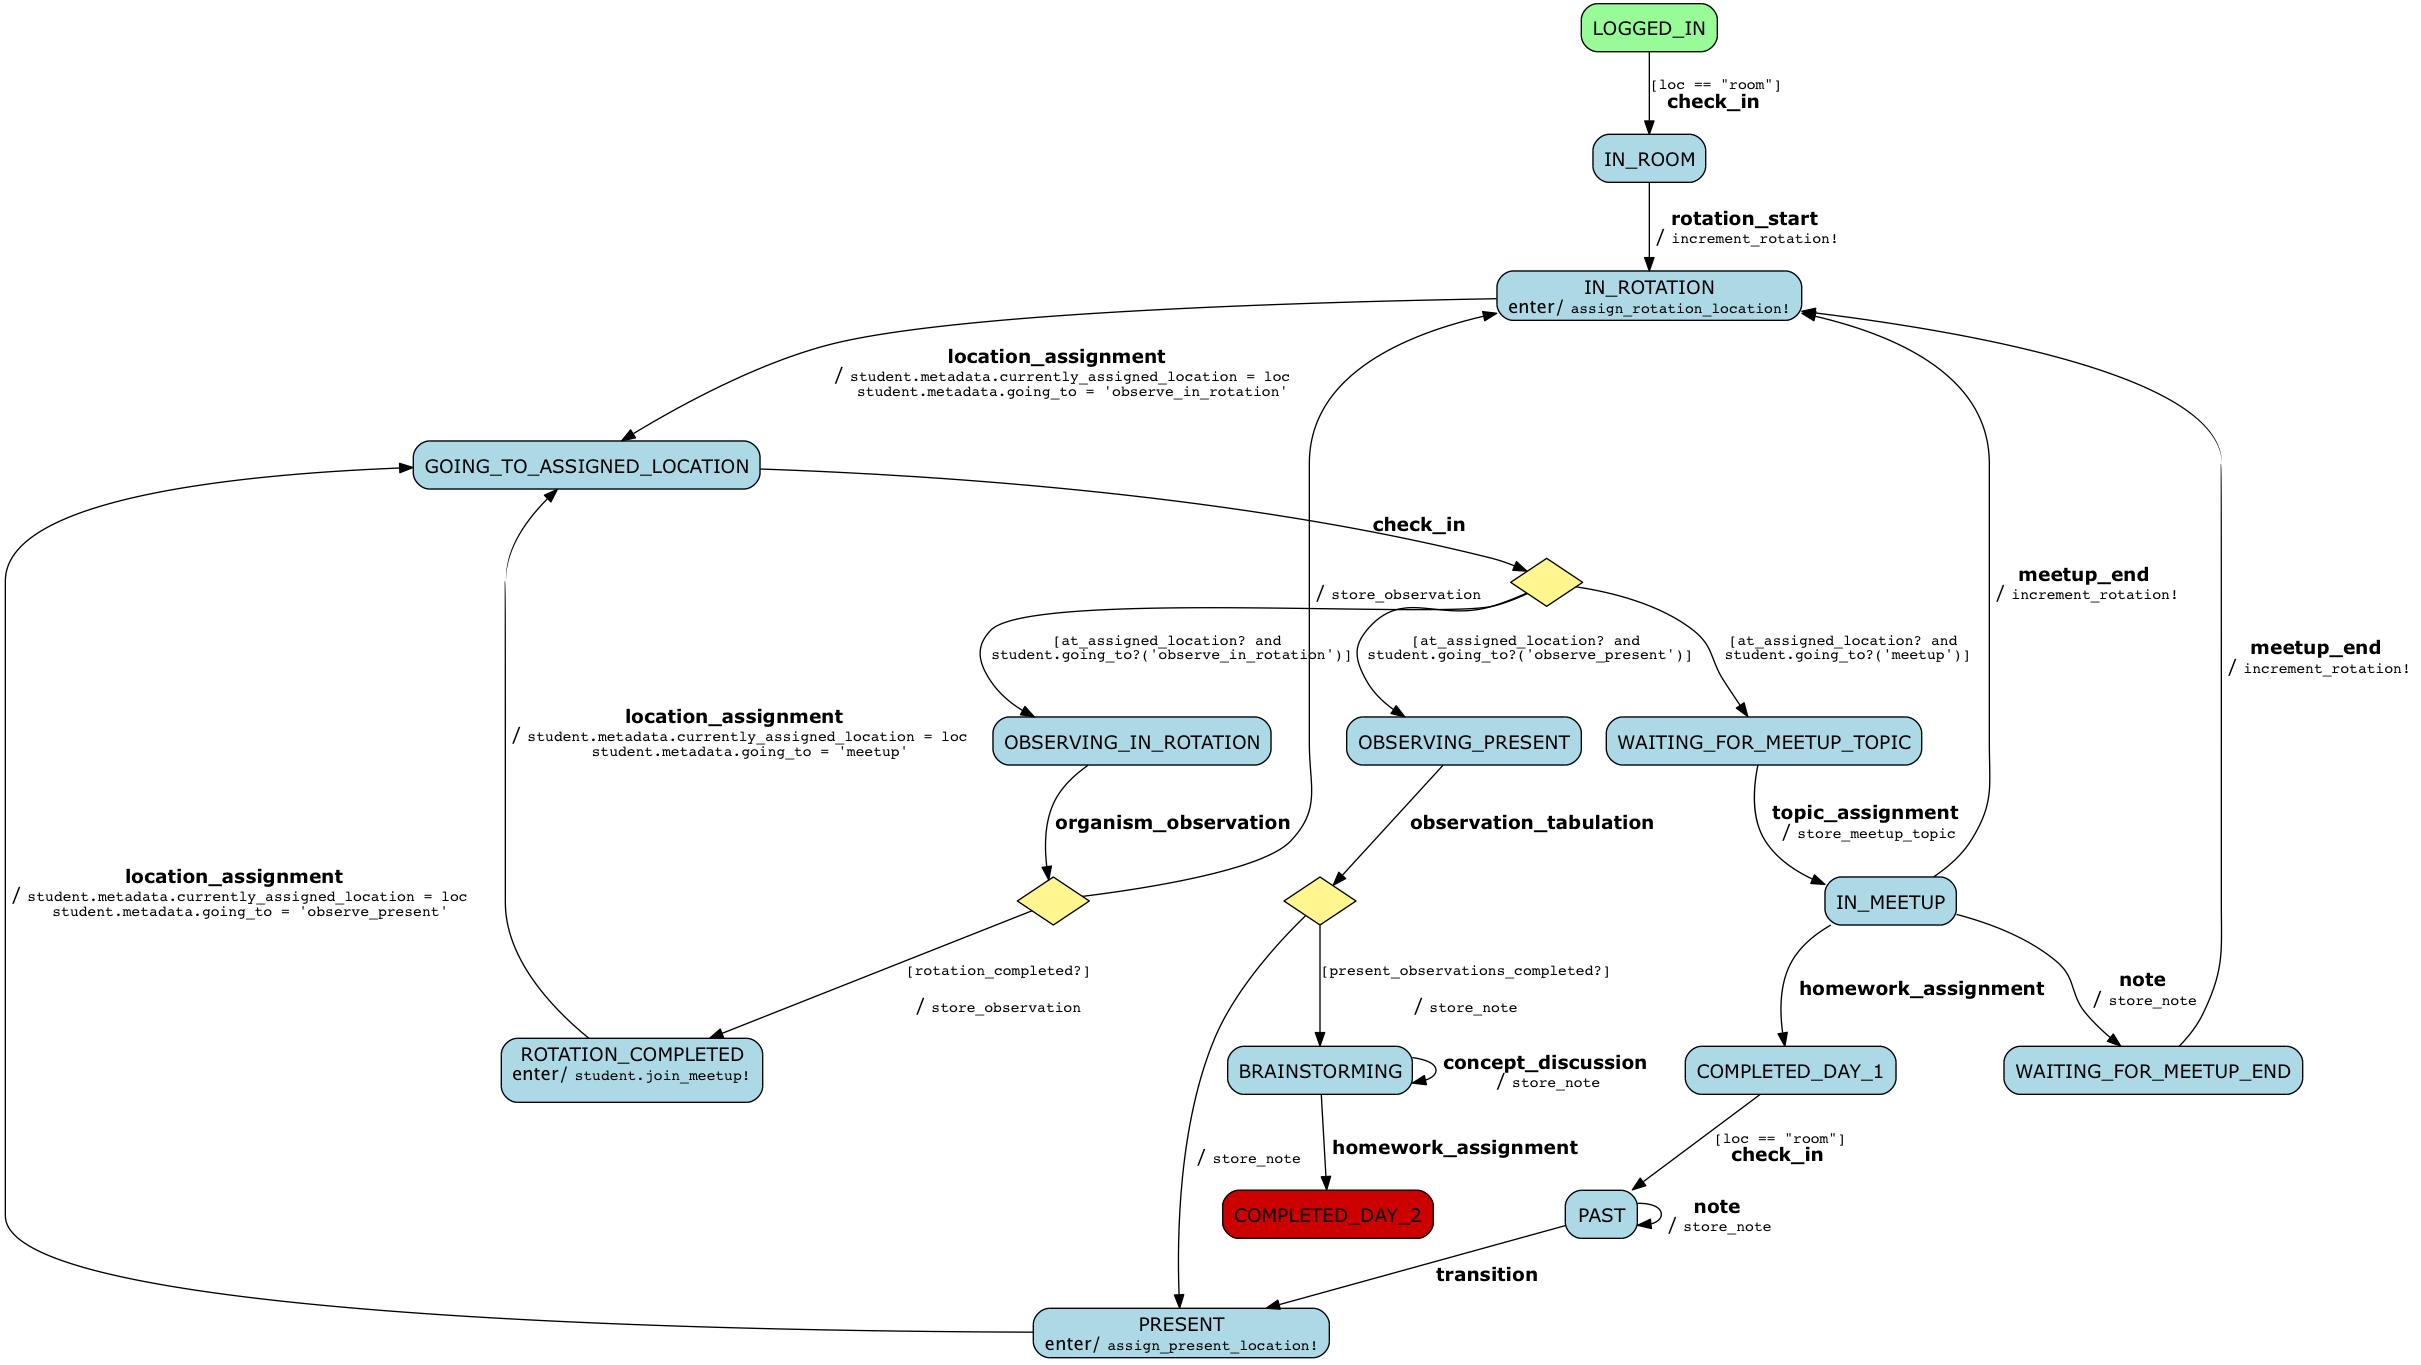 LOGGED_IN
[loc == "room"]
check_in
IN_ROOM
rotation_start
/ increment_rotation!
IN_ROTATION
enter/ assign_rotation_location!
location_assignment
/ student.metadata.currently_assigned_location = loc
student.metadata.going_to = 'observe_in_rotation'
GOING_TO_ASSIGNED_LOCATION
check_in
/ store_observation
meetup_end
/ increment_rotation!
[at_assigned_location? and
student.going_to?('observe_in_rotation')]
[at_assigned_location? and
student.going_to?('observe_present')]
[at_assigned_location? and
student.going_to?('meetup')]
meetup_end
/ increment_rotation!
location_assignment
/ student.metadata.currently_assigned_location = loc
student.metadata.going_to = 'meetup'
OBSERVING_IN_ROTATION
OBSERVING_PRESENT
WAITING_FOR_MEETUP_TOPIC
organism_observation
observation_tabulation
topic_assignment
/ store_meetup_topic
location_assignment
/ student.metadata.currently_assigned_location = loc
student.metadata.going_to = 'observe_present'
IN_MEETUP
[rotation_completed?]
/ store_observation
[present_observations_completed?]
/ store_note
homework_assignment
note
/ store_note
ROTATION_COMPLETED
enter/ student.join_meetup!
BRAINSTORMING
concept_discussion
/ store_note
COMPLETED_DAY_1
WAITING_FOR_MEETUP_END
/ store_note
homework_assignment
[loc == "room"]
check_in
COMPLETED_DAY_2
PAST
note
/ store_note
transition
PRESENT
enter/ assign_present_location!